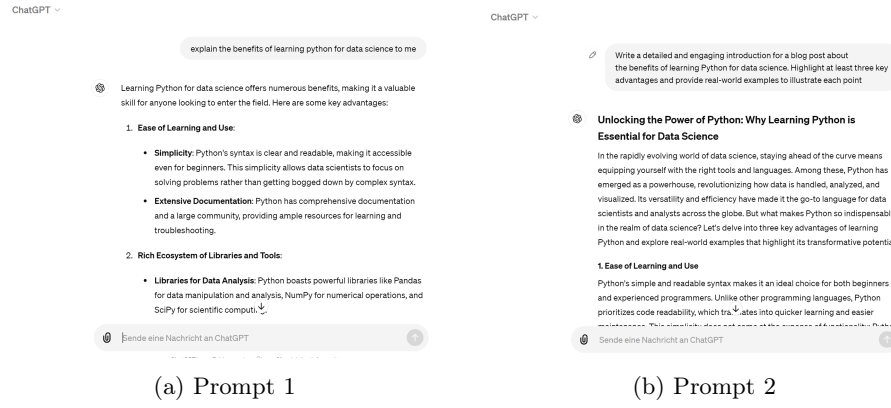 ChatGPT
explain the benefits of learning python for data science to me
Learning Python for data science offers numerous benefits, making it a valuable
skill for anyone looking to enter the field. Here are some key advantages:
1. Ease of Learning and Use:
• Simplicity: Python's syntax is clear and readable, making it accessible
even for beginners. This simplicity allows data scientists to focus on
solving problems rather than getting bogged down by complex syntax.
• Extensive Documentation: Python has comprehensive documentation
and a large community, providing ample resources for learning and
troubleshooting.
2. Rich Ecosystem of Libraries and Tools:
• Libraries for Data Analysis: Python boasts powerful libraries like Pandas
for data manipulation and analysis, NumPy for numerical operations, and
SciPy for scientific computi
Sende eine Nachricht an ChatGPT
(a) Prompt 1
ChatGPT
Write a detailed and engaging introduction for a blog post about
the benefits of learning Python for data science. Highlight at least three key
advantages and provide real-world examples to illustrate each point
Unlocking the Power of Python: Why Learning Python is
Essential for Data Science
In the rapidly evolving world of data science, staying ahead of the curve means
equipping yourself with the right tools and languages. Among these, Python has
emerged as a powerhouse, revolutionizing how data is handled, analyzed, and
visualized. Its versatility and efficiency have made it the go-to language for data
scientists and analysts across the globe. But what makes Python so indispensabl
in the realm of data science? Let's delve into three key advantages of learning
Python and explore real-world examples that highlight its transformative potentia
1. Ease of Learning and Use
Python's simple and readable syntax makes it an ideal choice for both beginners
and experienced programmers. Unlike other programming languages, Python
prioritizes code readability, which tra ates into quicker learning and easier
Sende eine Nachricht an ChatGPT
(b) Prompt 2